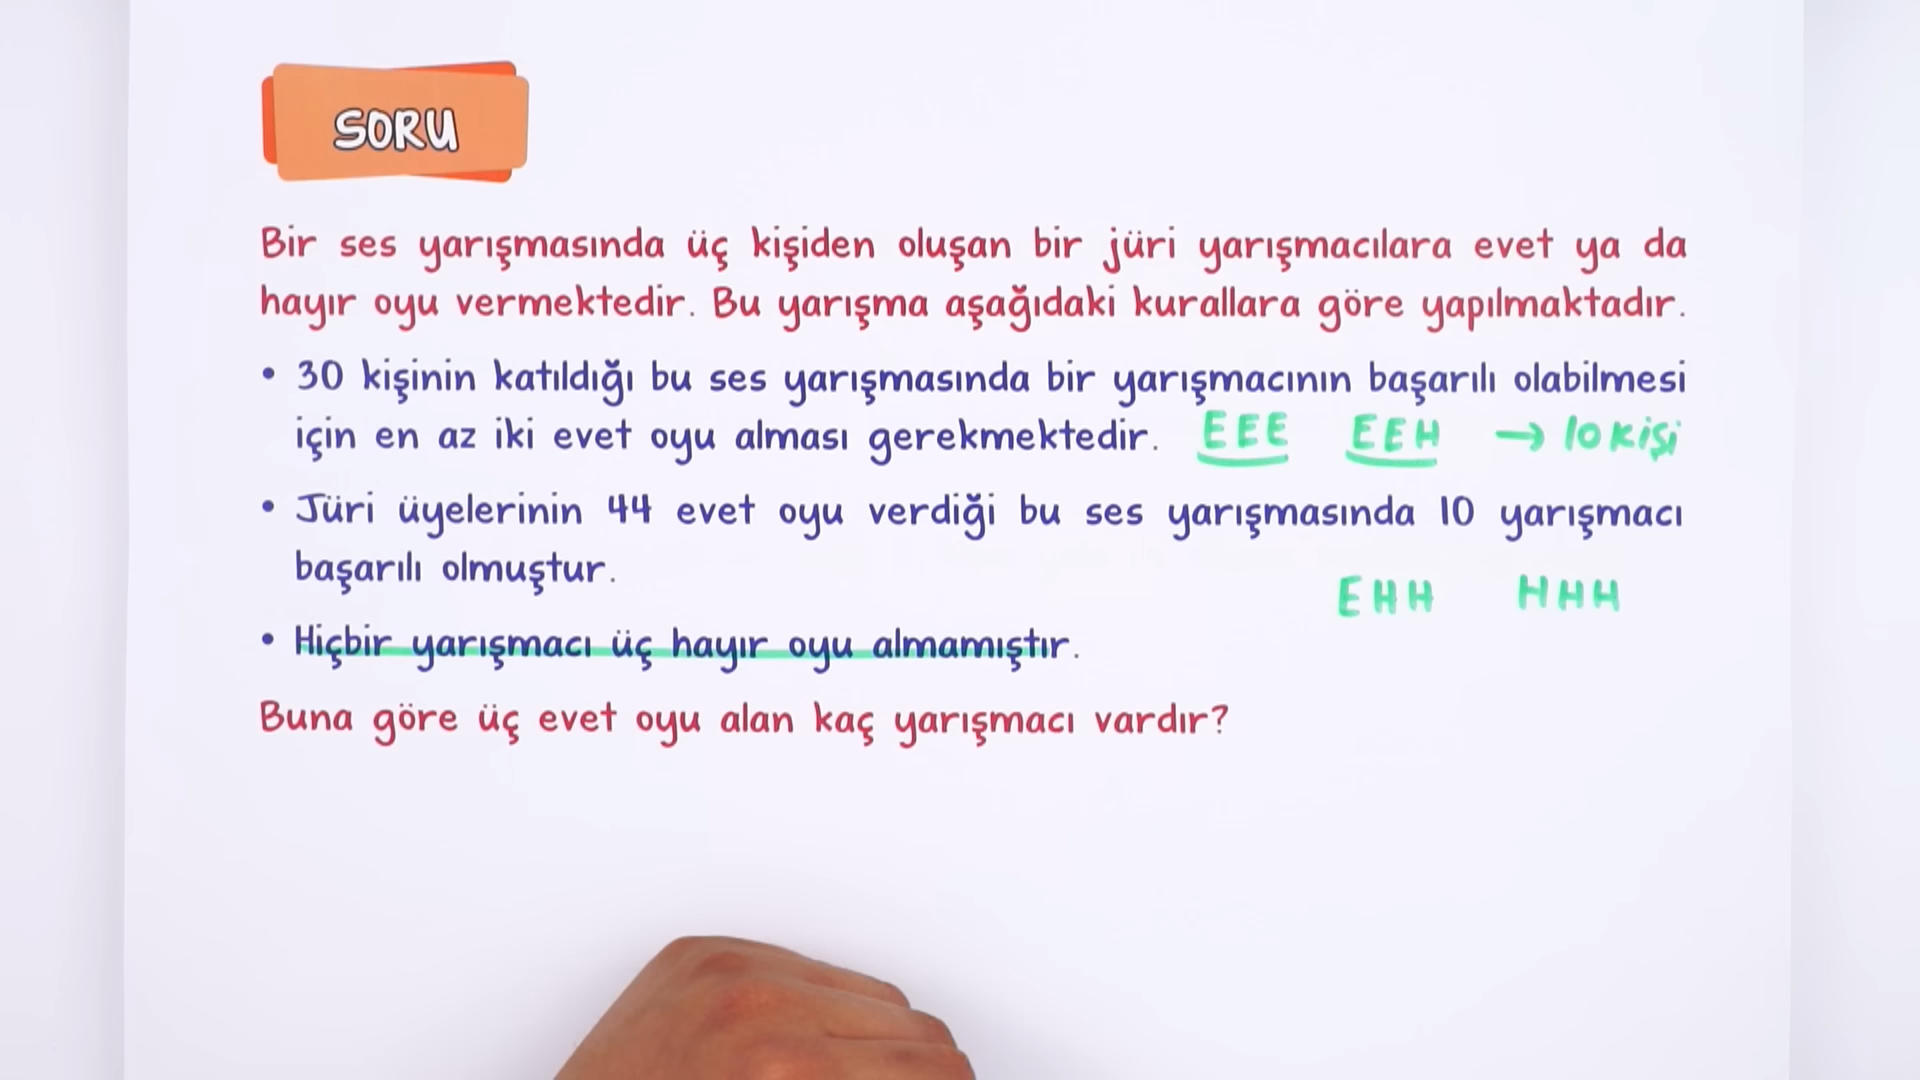 SORU
Bir ses yarışmasında üç kişiden oluşan bir jüri yarışmacılara evet ya da
hayır oyu vermektedir. Bu yarışma aşağıdaki kurallara göre yapılmaktadır.
• 30 kişinin katıldığı bu ses yarışmasında bir yarışmacının başarılı olabilmesi
için en az iki evet oyu alması gerekmektedir. EEE EEH → 10 kişi
• Jüri üyelerinin 44 evet oyu verdiği bu ses yarışmasında 10 yarışmacı
başarılı olmuştur.
EHH HHH
• Hiçbir yarışmacı üç hayır oyu almamıştır.
Buna göre üç evet oyu alan kaç yarışmacı vardır?